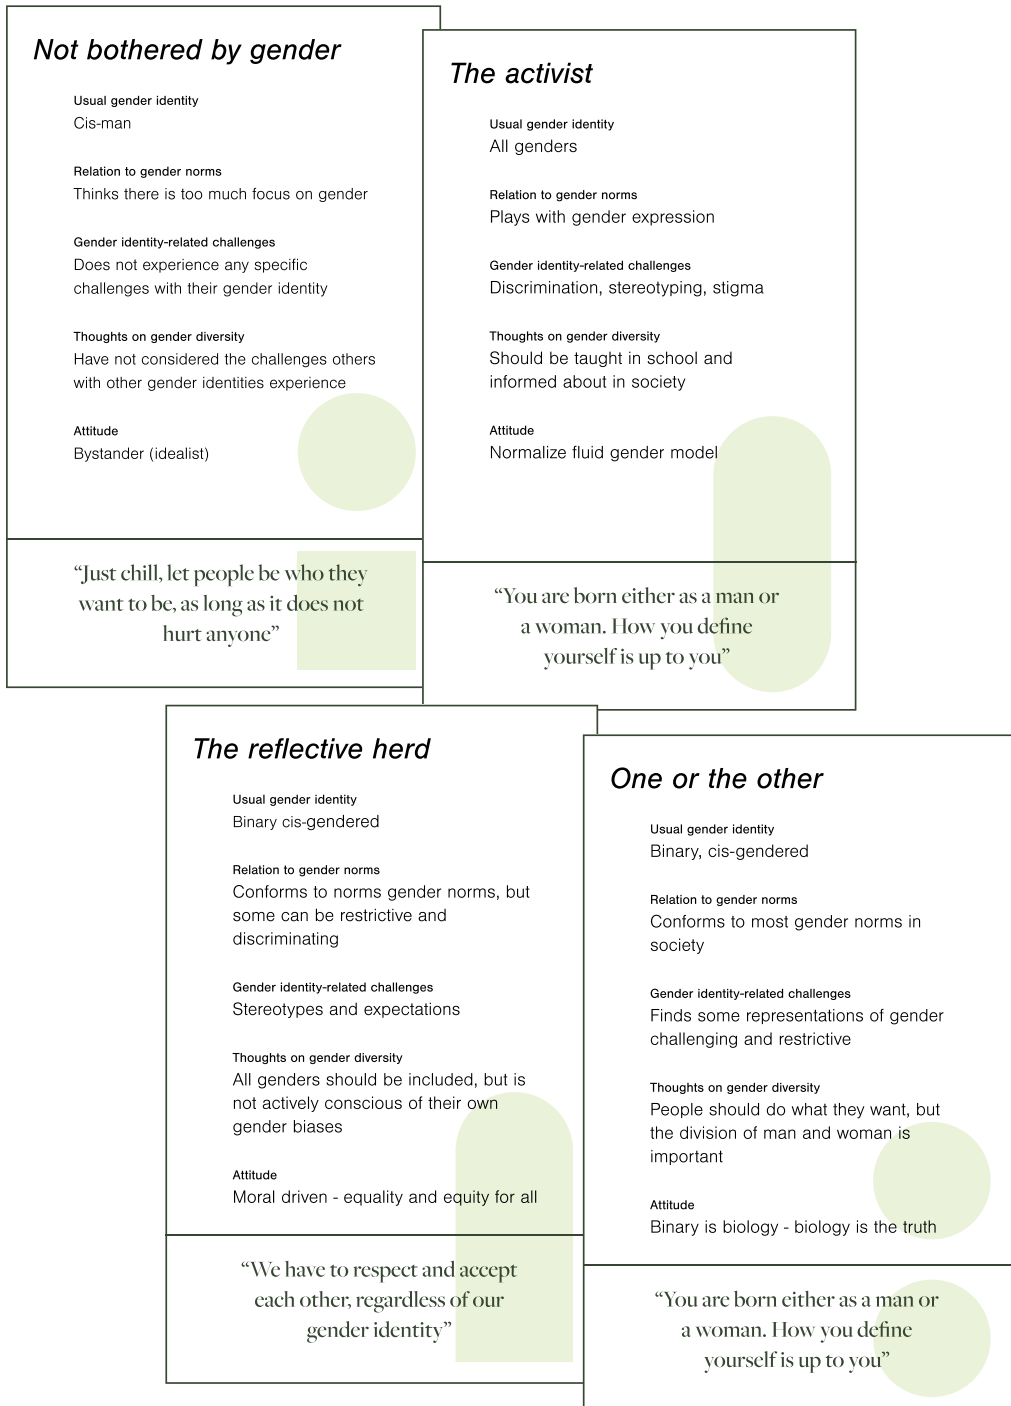 Not bothered by gender
Usual gender identity
Cis-man
Relation to gender norms
Thinks there is too much focus on gender
Gender identity-related challenges
Does not experience any specific
challenges with their gender identity
Thoughts on gender diversity
Have not considered the challenges others
with other gender identities experience
Attitude
Bystander (idealist)
“Just chill, let people be who they
want to be, as long as it does not
hurt anyone”
The activist
Usual gender identity
All genders
Relation to gender norms
Plays with gender expression
Gender identity-related challenges
Discrimination, stereotyping, stigma
Thoughts on gender diversity
Should be taught in school and
informed about in society
Attitude
Normalize fluid gender model
“You are born either as a man or
a woman. How you define
yourself is up to you”
The reflective herd
Usual gender identity
Binary cis-gendered
Relation to gender norms
Conforms to norms gender norms, but
some can be restrictive and
discriminating
Gender identity-related challenges
Stereotypes and expectations
Thoughts on gender diversity
All genders should be included, but is
not actively conscious of their own
gender biases
Attitude
Moral driven - equality and equity for all
“We have to respect and accept
each other, regardless of our
gender identity”
One or the other
Usual gender identity
Binary, cis-gendered
Relation to gender norms
Conforms to most gender norms in
society
Gender identity-related challenges
Finds some representations of gender
challenging and restrictive
Thoughts on gender diversity
People should do what they want, but
the division of man and woman is
important
Attitude
Binary is biology - biology is the truth
“You are born either as a man or
a woman. How you define
yourself is up to you”